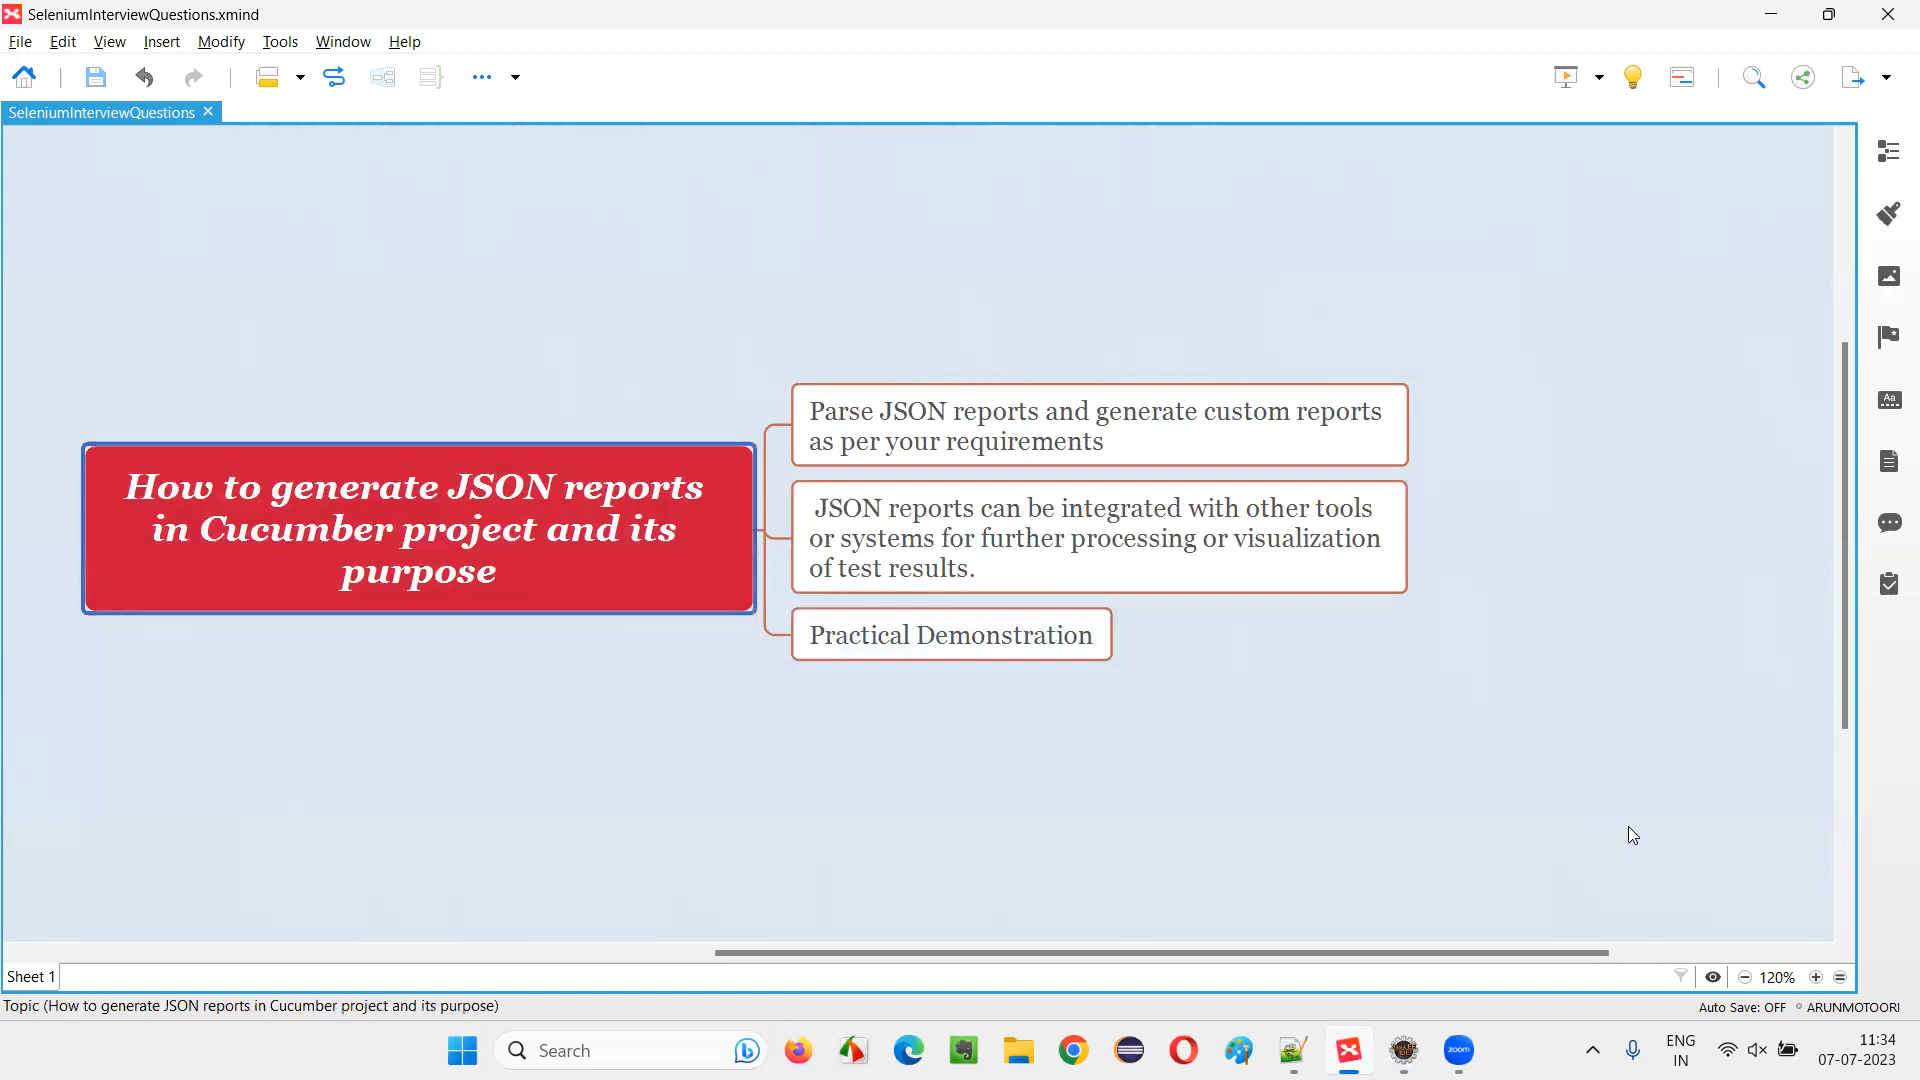 SeleniumInterviewQuestions.xmind
File Edit View Insert Modify Tools Window Help
SeleniumInterviewQuestions
How to generate JSON reports
in Cucumber project and its
purpose
Parse JSON reports and generate custom reports
as per your requirements
JSON reports can be integrated with other tools
or systems for further processing or visualization
of test results.
Practical Demonstration
Aa
Sheet 1
120%
Topic (How to generate JSON reports in Cucumber project and its purpose)
Auto Save: OFF
ARUNMOTOORI
Search
zoom
ENG
IN
11:34
07-07-2023